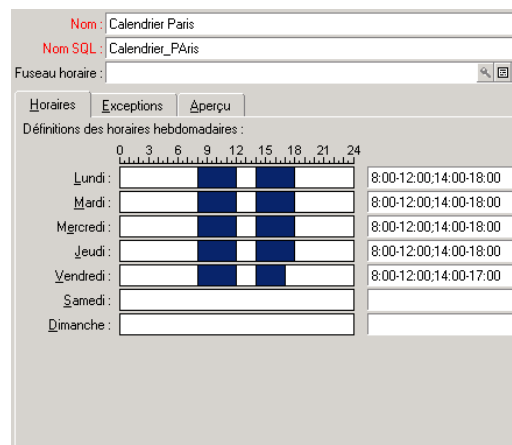 Nom : Calendrier Paris
Nom SQL : Calendrier_PAris
Fuseau horaire :
Horaires Exceptions Aperçu
Définitions des horaires hebdomadaires :
0 3 6 9 12 15 18 21 24
Lundi : 8:00-12:00;14:00-18:00
Mardi : 8:00-12:00;14:00-18:00
Mercredi : 8:00-12:00;14:00-18:00
Jeudi : 8:00-12:00;14:00-18:00
Vendredi : 8:00-12:00;14:00-17:00
Samedi :
Dimanche :